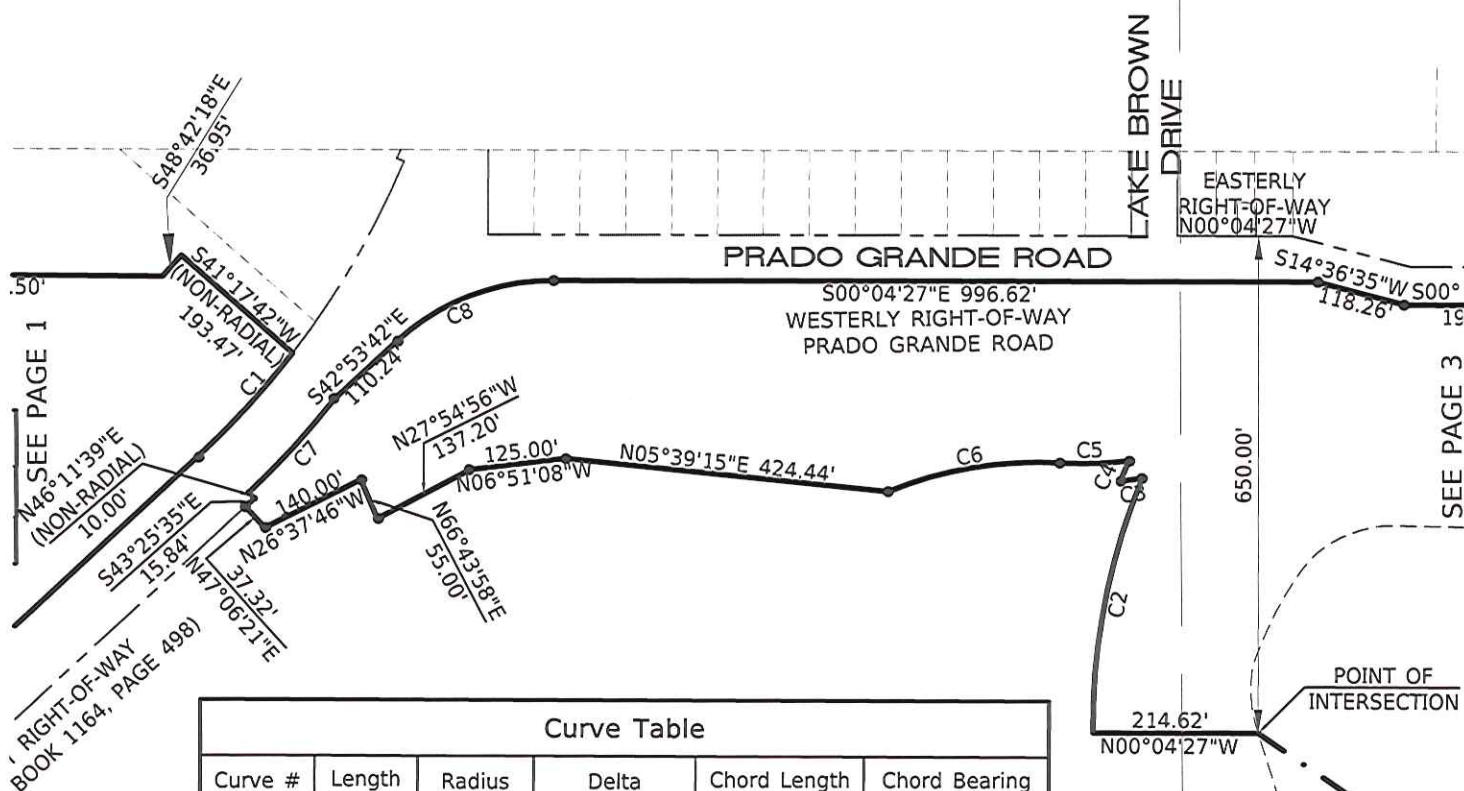 LAKE BROWN
DRIVE
S48°42'18"E
36.95'
EASTERLY
RIGHT-OF-WAY
N00°04'27"W
PRADO GRANDE ROAD
S41°17'42"W
(NON-RADIAL)
193.47'
S14°36'35"W
118.26'
S00°
19
.50'
S00°04'27"E 996.62'
WESTERLY RIGHT-OF-WAY
PRADO GRANDE ROAD
C8
S42°53'42"E
110.24'
C1
SEE PAGE 1
SEE PAGE 3
C7
N27°54'56"W
137.20'
125.00'
N06°51'08"W
N05°39'15"E 424.44'
C6
C5
C4
C3
650.00'
N46°11'39"E
(NON-RADIAL)
10.00'
140.00'
N26°37'46"W
S43°25'35"E
15.84'
37.32'
N47°06'21"E
N66°43'58"E
55.00'
C2
RIGHT-OF-WAY
BOOK 1164, PAGE 498)
POINT OF
INTERSECTION
214.62'
N00°04'27"W
Curve Table
Curve # Length Radius Delta Chord Length Chord Bearing